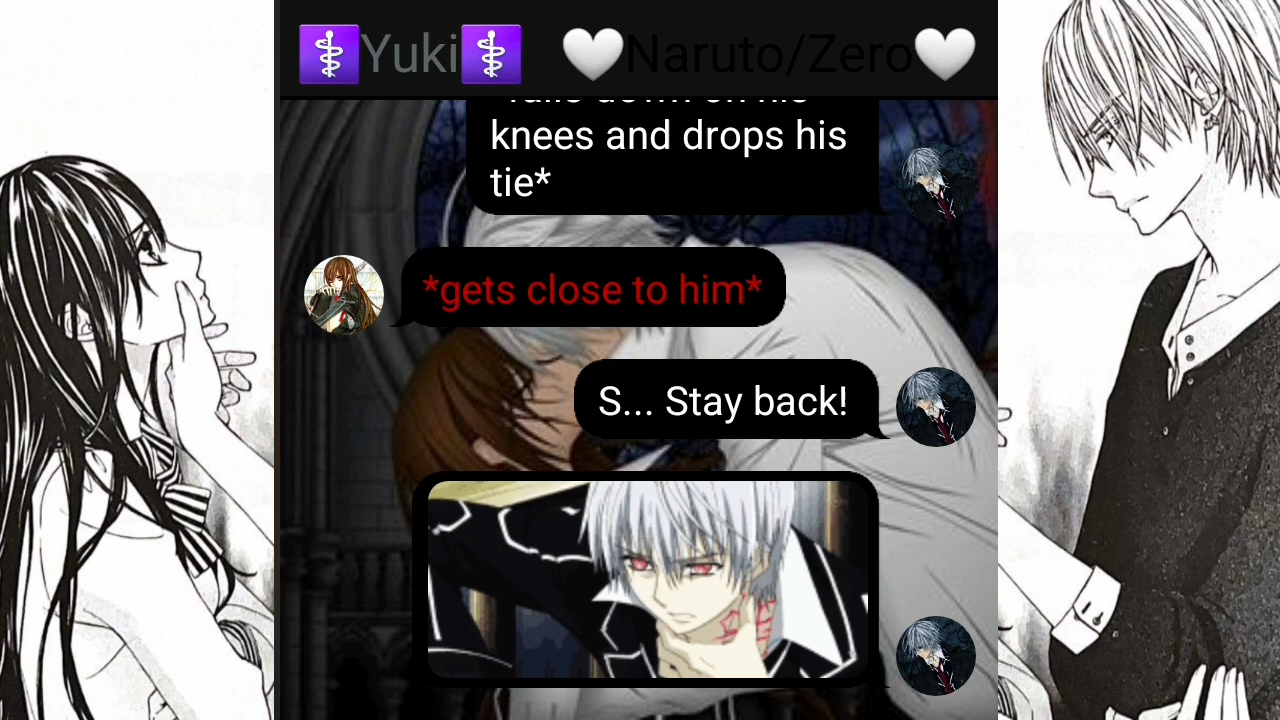 ⚕️Yuki⚕️ 🤍Naruto/Zero🤍
knees and drops his
tie*
*gets close to him*
S... Stay back!